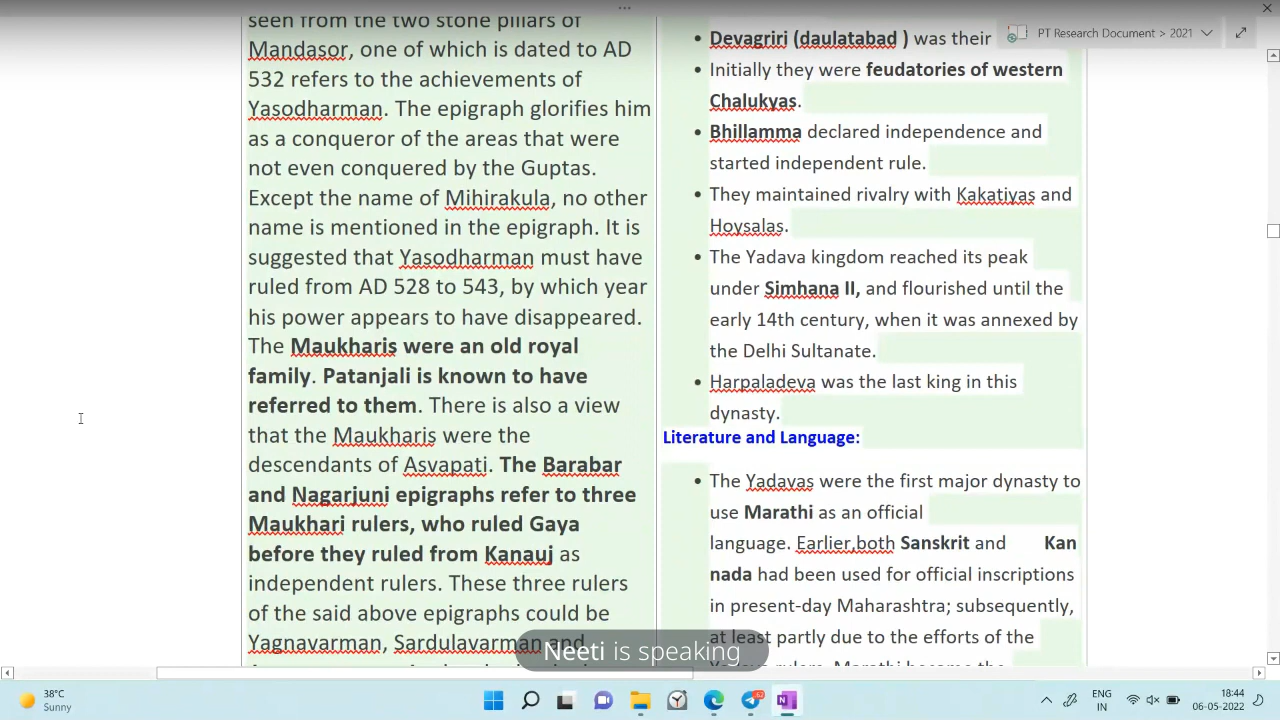 PT Research Document > 2021
seen from the two stone pillars of
Mandasor, one of which is dated to AD
532 refers to the achievements of
Yasodharman. The epigraph glorifies him
as a conqueror of the areas that were
not even conquered by the Guptas.
Except the name of Mihirakula, no other
name is mentioned in the epigraph. It is
suggested that Yasodharman must have
ruled from AD 528 to 543, by which year
his power appears to have disappeared.
The Maukharis were an old royal
family. Patanjali is known to have
referred to them. There is also a view
that the Maukharis were the
descendants of Asvapati. The Barabar
and Nagarjuni epigraphs refer to three
Maukhari rulers, who ruled Gaya
before they ruled from Kanauj as
independent rulers. These three rulers
of the said above epigraphs could be
Yagnavarman, Sardulavarman and
• Devagriri (daulatabad ) was their
• Initially they were feudatories of western
Chalukyas.
• Bhillamma declared independence and
started independent rule.
• They maintained rivalry with Kakatiyas and
Hoysalas.
• The Yadava kingdom reached its peak
under Simhana II, and flourished until the
early 14th century, when it was annexed by
the Delhi Sultanate.
• Harpaladeva was the last king in this
dynasty.
Literature and Language:
• The Yadavas were the first major dynasty to
use Marathi as an official
language. Earlier,both Sanskrit and Kan
nada had been used for official inscriptions
in present-day Maharashtra; subsequently,
at least partly due to the efforts of the
Yadava rulers, Marathi became the
Neeti is speaking
38°C
Sunny
52
ENG
IN
18:44
06-05-2022